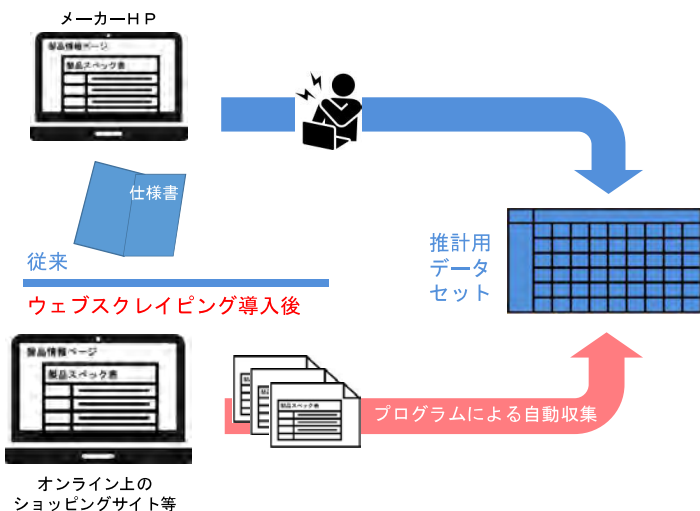 メーカーＨＰ
製品情報ページ
製品スペック表
仕様書
従来
推計用
データ
セット
ウェブスクレイピング導入後
製品情報ページ
製品スペック表
製品スペック表
プログラムによる自動収集
オンライン上の
ショッピングサイト等